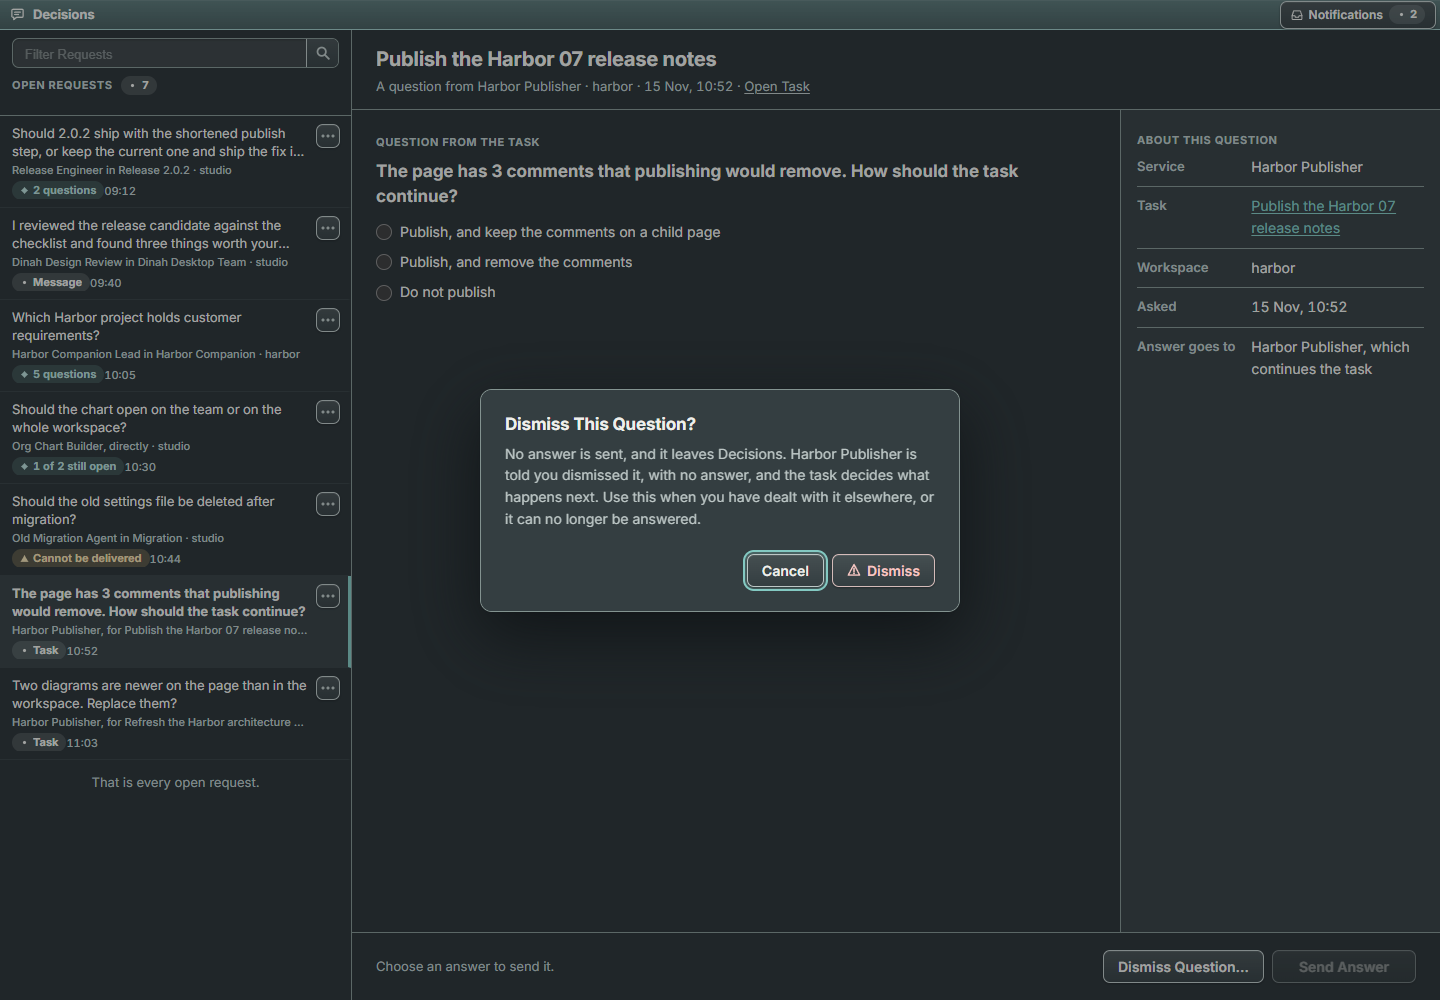 Decisions
Notifications • 2
Filter Requests
OPEN REQUESTS • 7
Should 2.0.2 ship with the shortened publish
step, or keep the current one and ship the fix i...
Release Engineer in Release 2.0.2 · studio
2 questions 09:12
I reviewed the release candidate against the
checklist and found three things worth your...
Dinah Design Review in Dinah Desktop Team · studio
• Message 09:40
Which Harbor project holds customer
requirements?
Harbor Companion Lead in Harbor Companion · harbor
5 questions 10:05
Should the chart open on the team or on the
whole workspace?
Org Chart Builder, directly · studio
1 of 2 still open 10:30
Should the old settings file be deleted after
migration?
Old Migration Agent in Migration · studio
Cannot be delivered 10:44
The page has 3 comments that publishing
would remove. How should the task continue?
Harbor Publisher, for Publish the Harbor 07 release no...
• Task 10:52
Two diagrams are newer on the page than in the
workspace. Replace them?
Harbor Publisher, for Refresh the Harbor architecture ...
• Task 11:03
That is every open request.
Publish the Harbor 07 release notes
A question from Harbor Publisher · harbor · 15 Nov, 10:52 · Open Task
QUESTION FROM THE TASK
The page has 3 comments that publishing would remove. How should the task
continue?
Publish, and keep the comments on a child page
Publish, and remove the comments
Do not publish
Dismiss This Question?
No answer is sent, and it leaves Decisions. Harbor Publisher is
told you dismissed it, with no answer, and the task decides what
happens next. Use this when you have dealt with it elsewhere, or
it can no longer be answered.
Cancel
Dismiss
ABOUT THIS QUESTION
Service Harbor Publisher
Task Publish the Harbor 07
release notes
Workspace harbor
Asked 15 Nov, 10:52
Answer goes to Harbor Publisher, which
continues the task
Choose an answer to send it.
Dismiss Question...
Send Answer